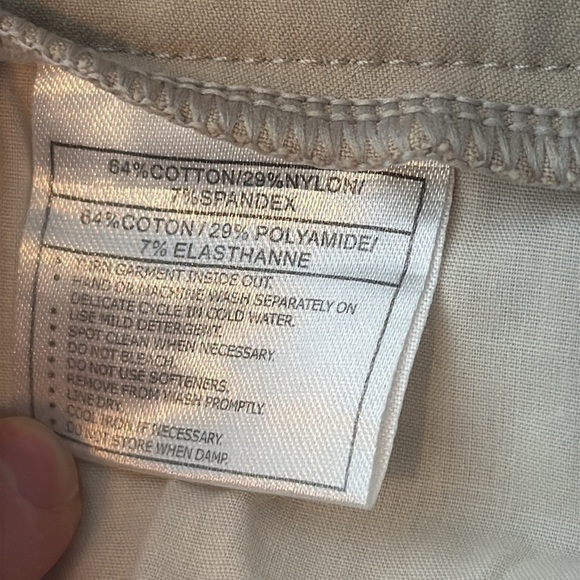 64%COTTON/29%NYLON/
7%SPANDEX
64%COTON / 29% POLYAMIDE/
7% ELASTHANNE
• TURN GARMENT INSIDE OUT.
• HAND OR MACHINE WASH SEPARATELY ON
DELICATE CYCLE IN COLD WATER.
• USE MILD DETERGENT.
• SPOT CLEAN WHEN NECESSARY.
• DO NOT BLEACH.
• DO NOT USE SOFTENERS.
• REMOVE FROM WASH PROMPTLY.
• LINE DRY.
• COOL IRON IF NECESSARY.
• DO NOT STORE WHEN DAMP.